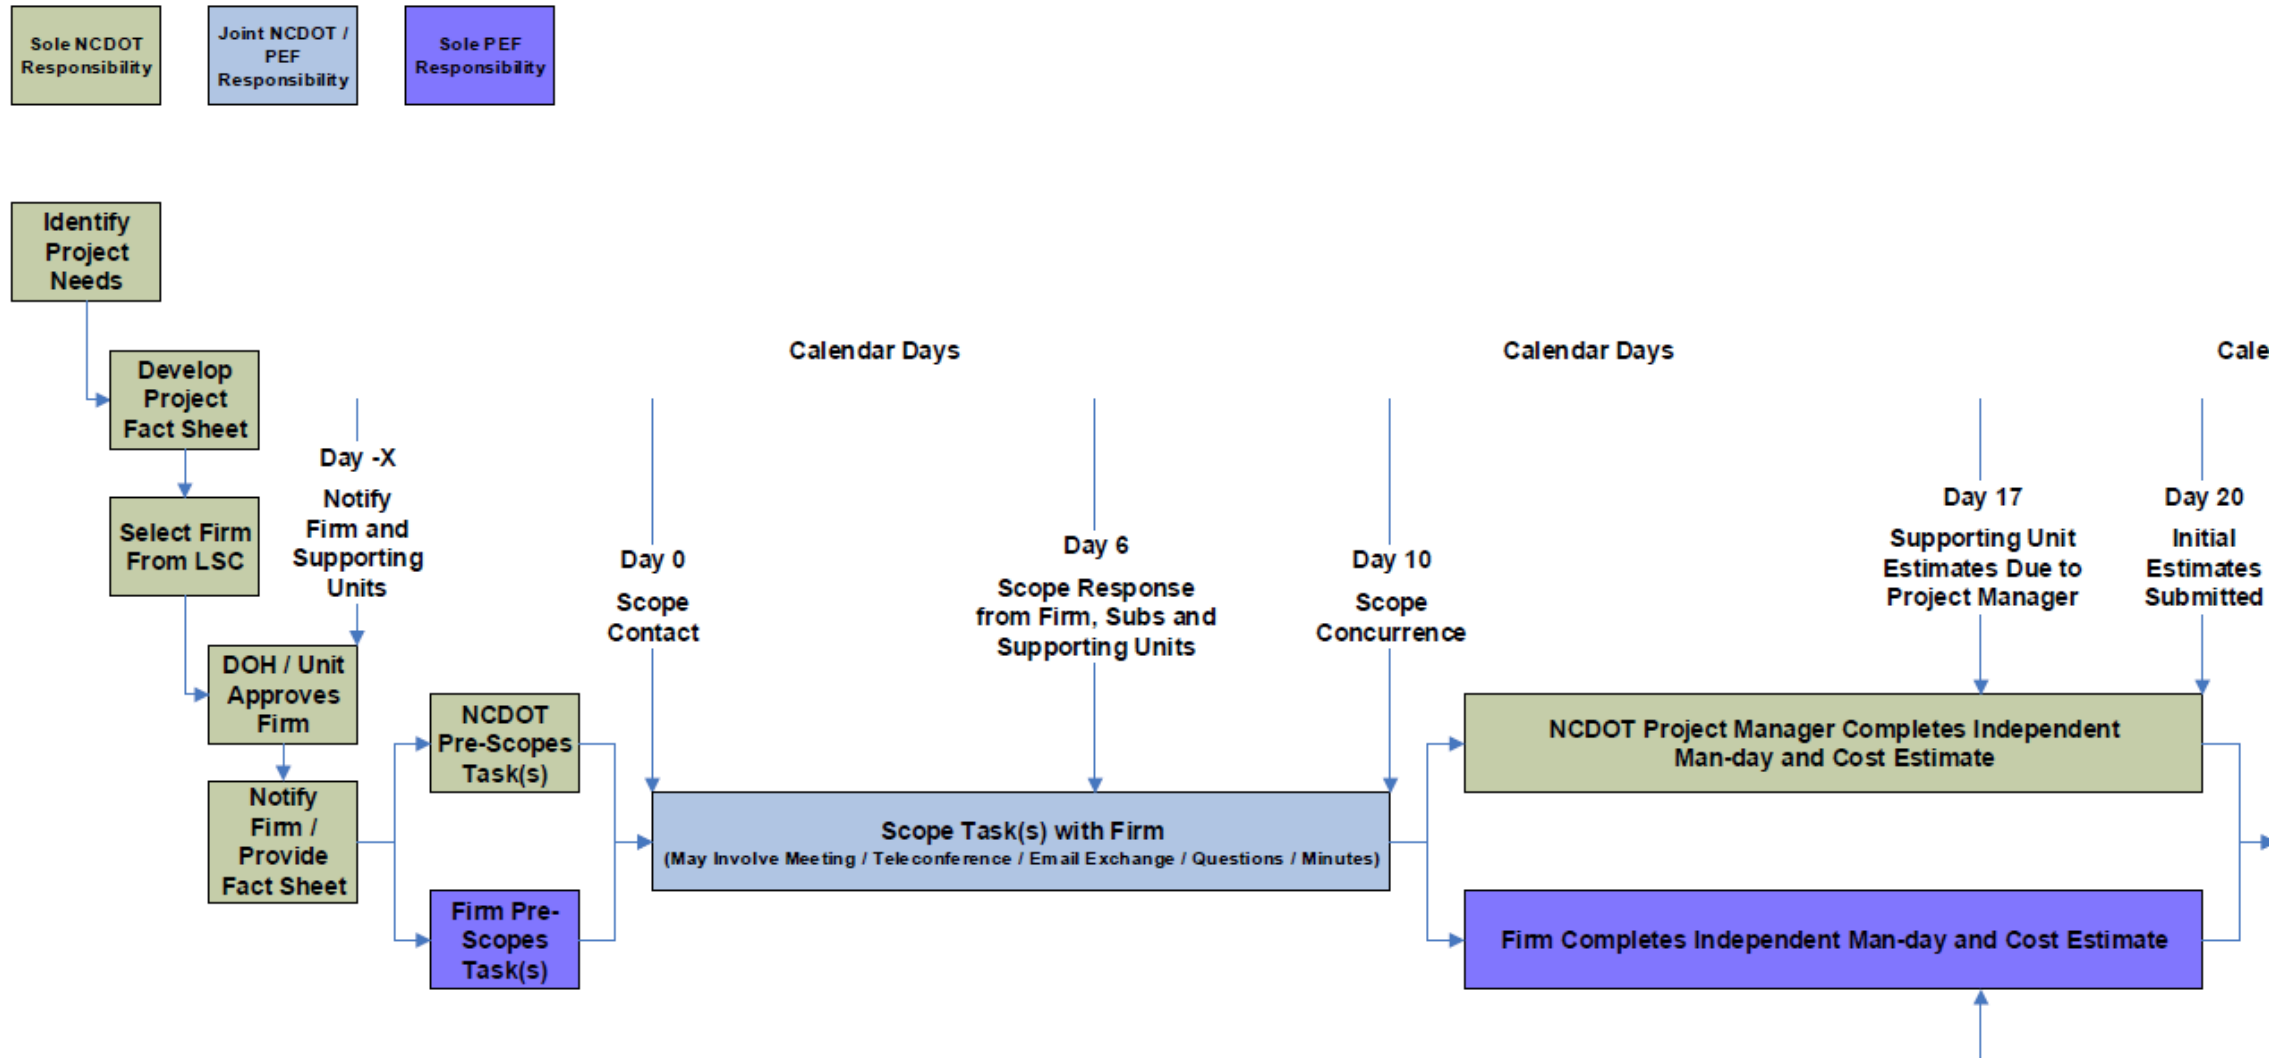 Sole NCDOT
Responsibility
Joint NCDOT /
PEF
Responsibility
Sole PEF
Responsibility
Identify
Project
Needs
Develop
Project
Fact Sheet
Select Firm
From LSC
Day -X
Notify
Firm and
Supporting
Units
DOH / Unit
Approves
Firm
Notify
Firm /
Provide
Fact Sheet
NCDOT
Pre-Scopes
Task(s)
Firm Pre-
Scopes
Task(s)
Calendar Days
Day 0
Scope
Contact
Day 6
Scope Response
from Firm, Subs and
Supporting Units
Day 10
Scope
Concurrence
Scope Task(s) with Firm
(May Involve Meeting / Teleconference / Email Exchange / Questions / Minutes)
Calendar Days
Day 17
Supporting Unit
Estimates Due to
Project Manager
Day 20
Initial
Estimates
Submitted
Cale
NCDOT Project Manager Completes Independent
Man-day and Cost Estimate
Firm Completes Independent Man-day and Cost Estimate